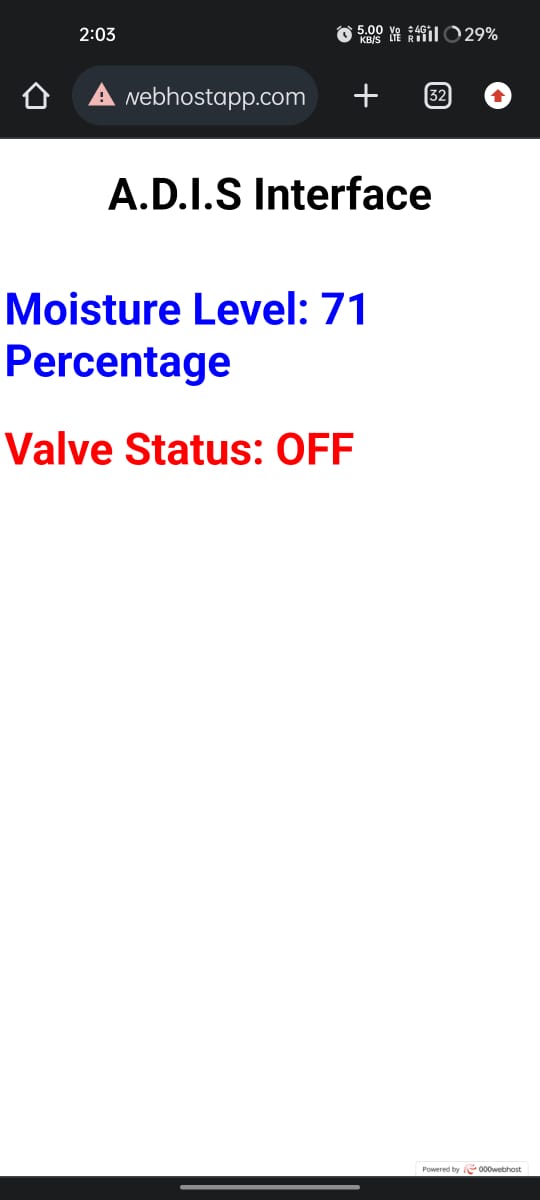 2:03
5.00 KB/S Vo LTE 4G+ R 29%
webhostapp.com
32
A.D.I.S Interface
Moisture Level: 71
Percentage
Valve Status: OFF
Powered by 000webhost